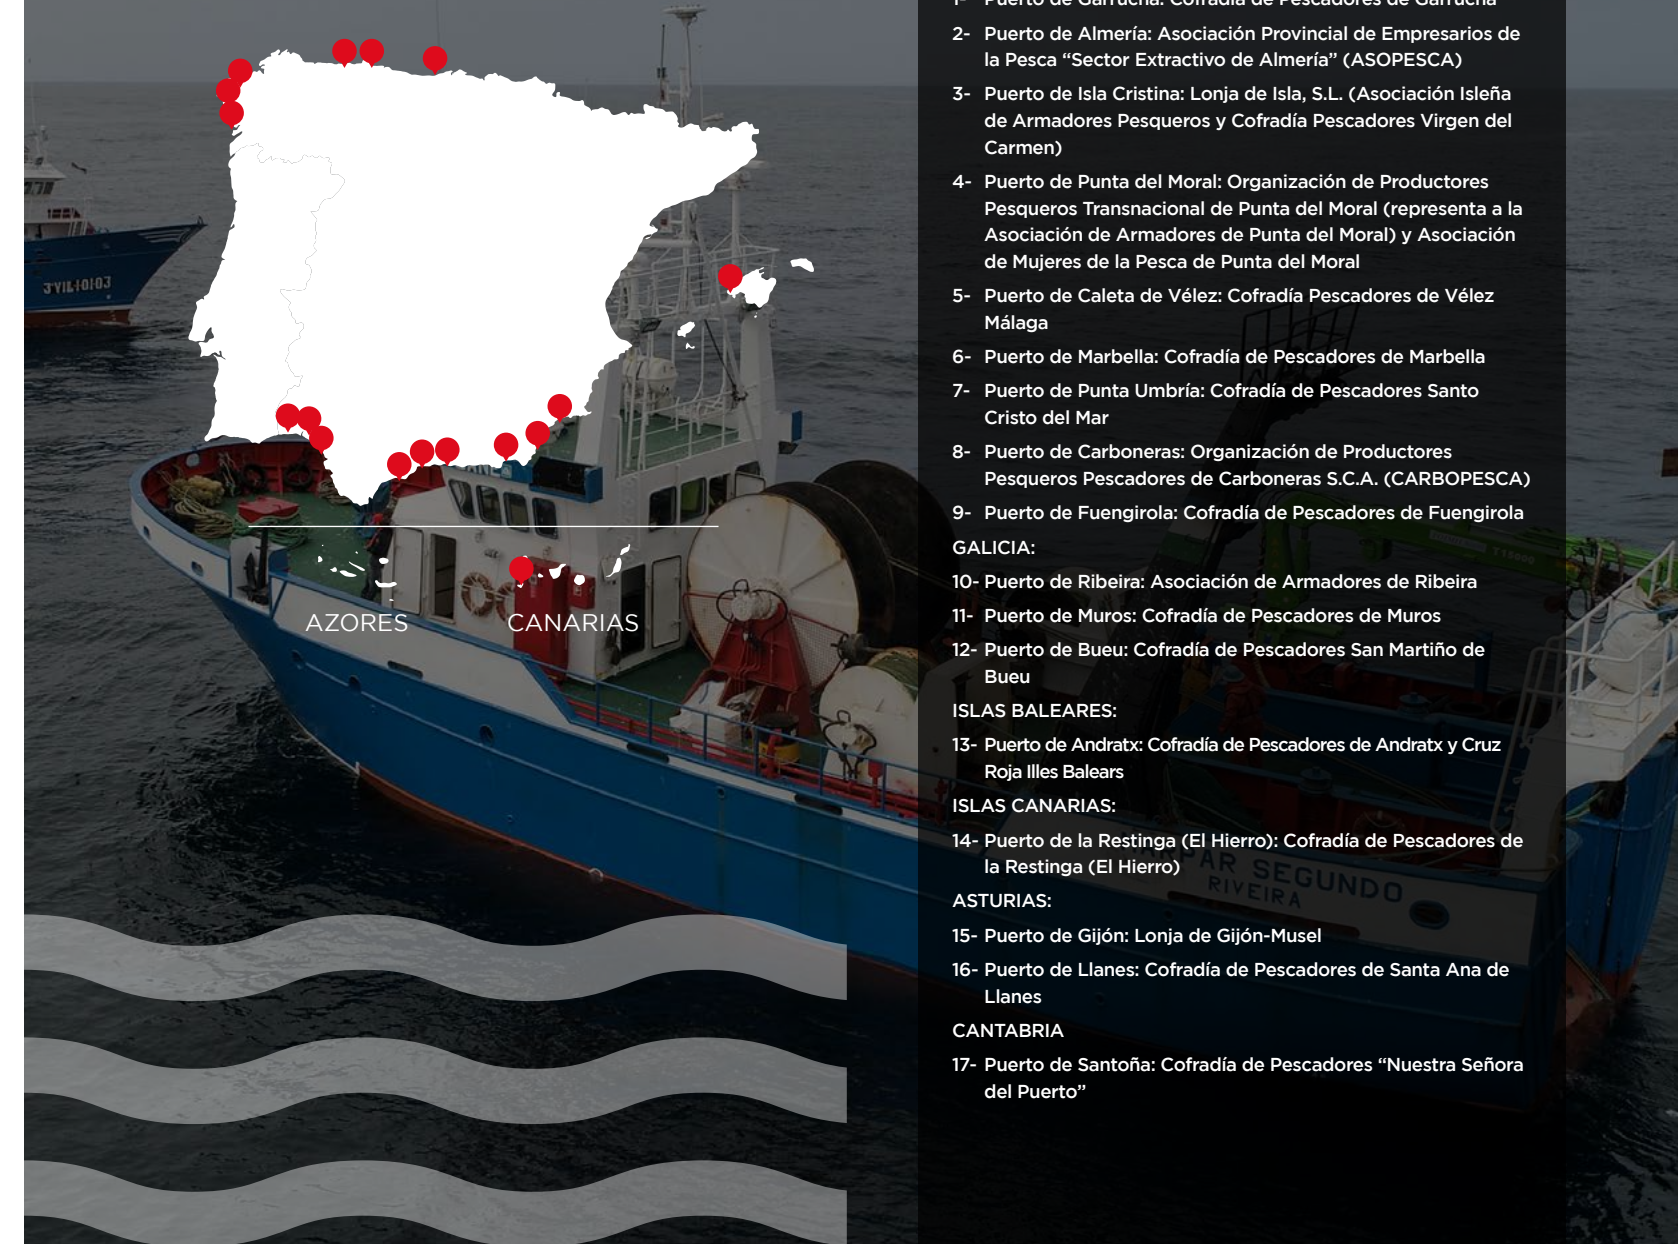 1- Puerto de Garrucha: Cofradía de Pescadores de Garrucha
2- Puerto de Almería: Asociación Provincial de Empresarios de
la Pesca “Sector Extractivo de Almería” (ASOPESCA)
3- Puerto de Isla Cristina: Lonja de Isla, S.L. (Asociación Isleña
de Armadores Pesqueros y Cofradía Pescadores Virgen del
Carmen)
4- Puerto de Punta del Moral: Organización de Productores
Pesqueros Transnacional de Punta del Moral (representa a la
Asociación de Armadores de Punta del Moral) y Asociación
de Mujeres de la Pesca de Punta del Moral
5- Puerto de Caleta de Vélez: Cofradía Pescadores de Vélez
Málaga
6- Puerto de Marbella: Cofradía de Pescadores de Marbella
7- Puerto de Punta Umbría: Cofradía de Pescadores Santo
Cristo del Mar
8- Puerto de Carboneras: Organización de Productores
Pesqueros Pescadores de Carboneras S.C.A. (CARBOPESCA)
9- Puerto de Fuengirola: Cofradía de Pescadores de Fuengirola
GALICIA:
10- Puerto de Ribeira: Asociación de Armadores de Ribeira
11- Puerto de Muros: Cofradía de Pescadores de Muros
12- Puerto de Bueu: Cofradía de Pescadores San Martiño de
Bueu
ISLAS BALEARES:
13- Puerto de Andratx: Cofradía de Pescadores de Andratx y Cruz
Roja Illes Balears
ISLAS CANARIAS:
14- Puerto de la Restinga (El Hierro): Cofradía de Pescadores de
la Restinga (El Hierro)
ASTURIAS:
15- Puerto de Gijón: Lonja de Gijón-Musel
16- Puerto de Llanes: Cofradía de Pescadores de Santa Ana de
Llanes
CANTABRIA
17- Puerto de Santoña: Cofradía de Pescadores “Nuestra Señora
del Puerto”
AZORES
CANARIAS
SEGUNDO
RIVEIRA
T15600